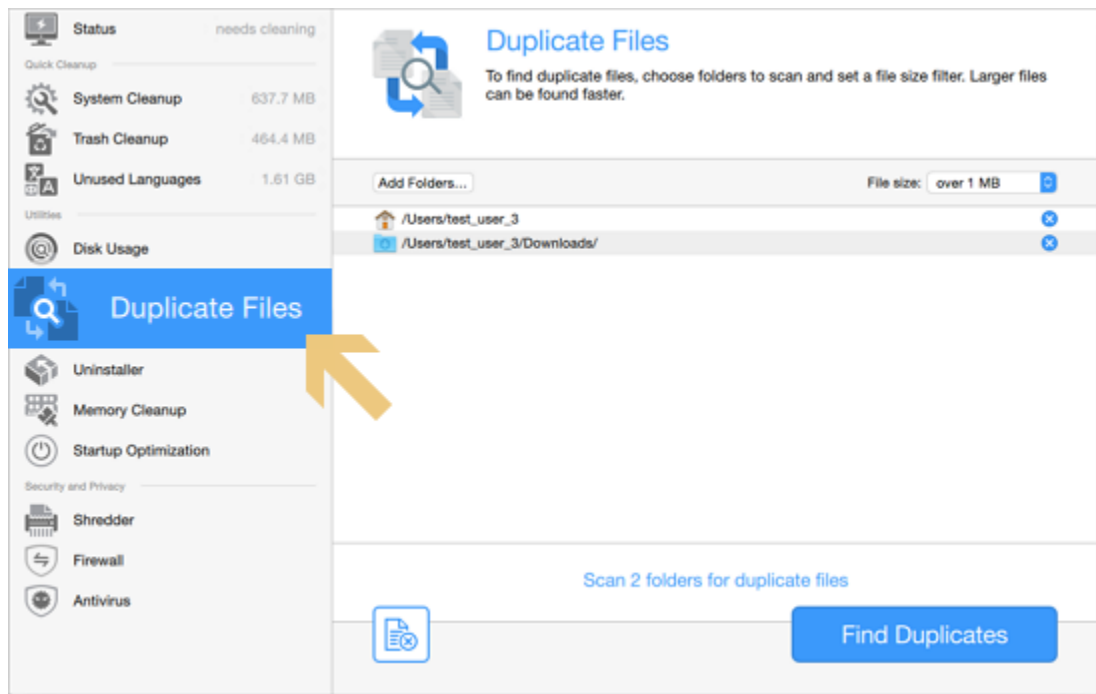 Status needs cleaning
Quick Cleanup
System Cleanup 637.7 MB
Trash Cleanup 464.4 MB
Unused Languages 1.61 GB
Utilities
Disk Usage
Duplicate Files
Uninstaller
Memory Cleanup
Startup Optimization
Security and Privacy
Shredder
Firewall
Antivirus
Duplicate Files
To find duplicate files, choose folders to scan and set a file size filter. Larger files
can be found faster.
Add Folders... File size: over 1 MB
/Users/test_user_3
/Users/test_user_3/Downloads/
Scan 2 folders for duplicate files
Find Duplicates